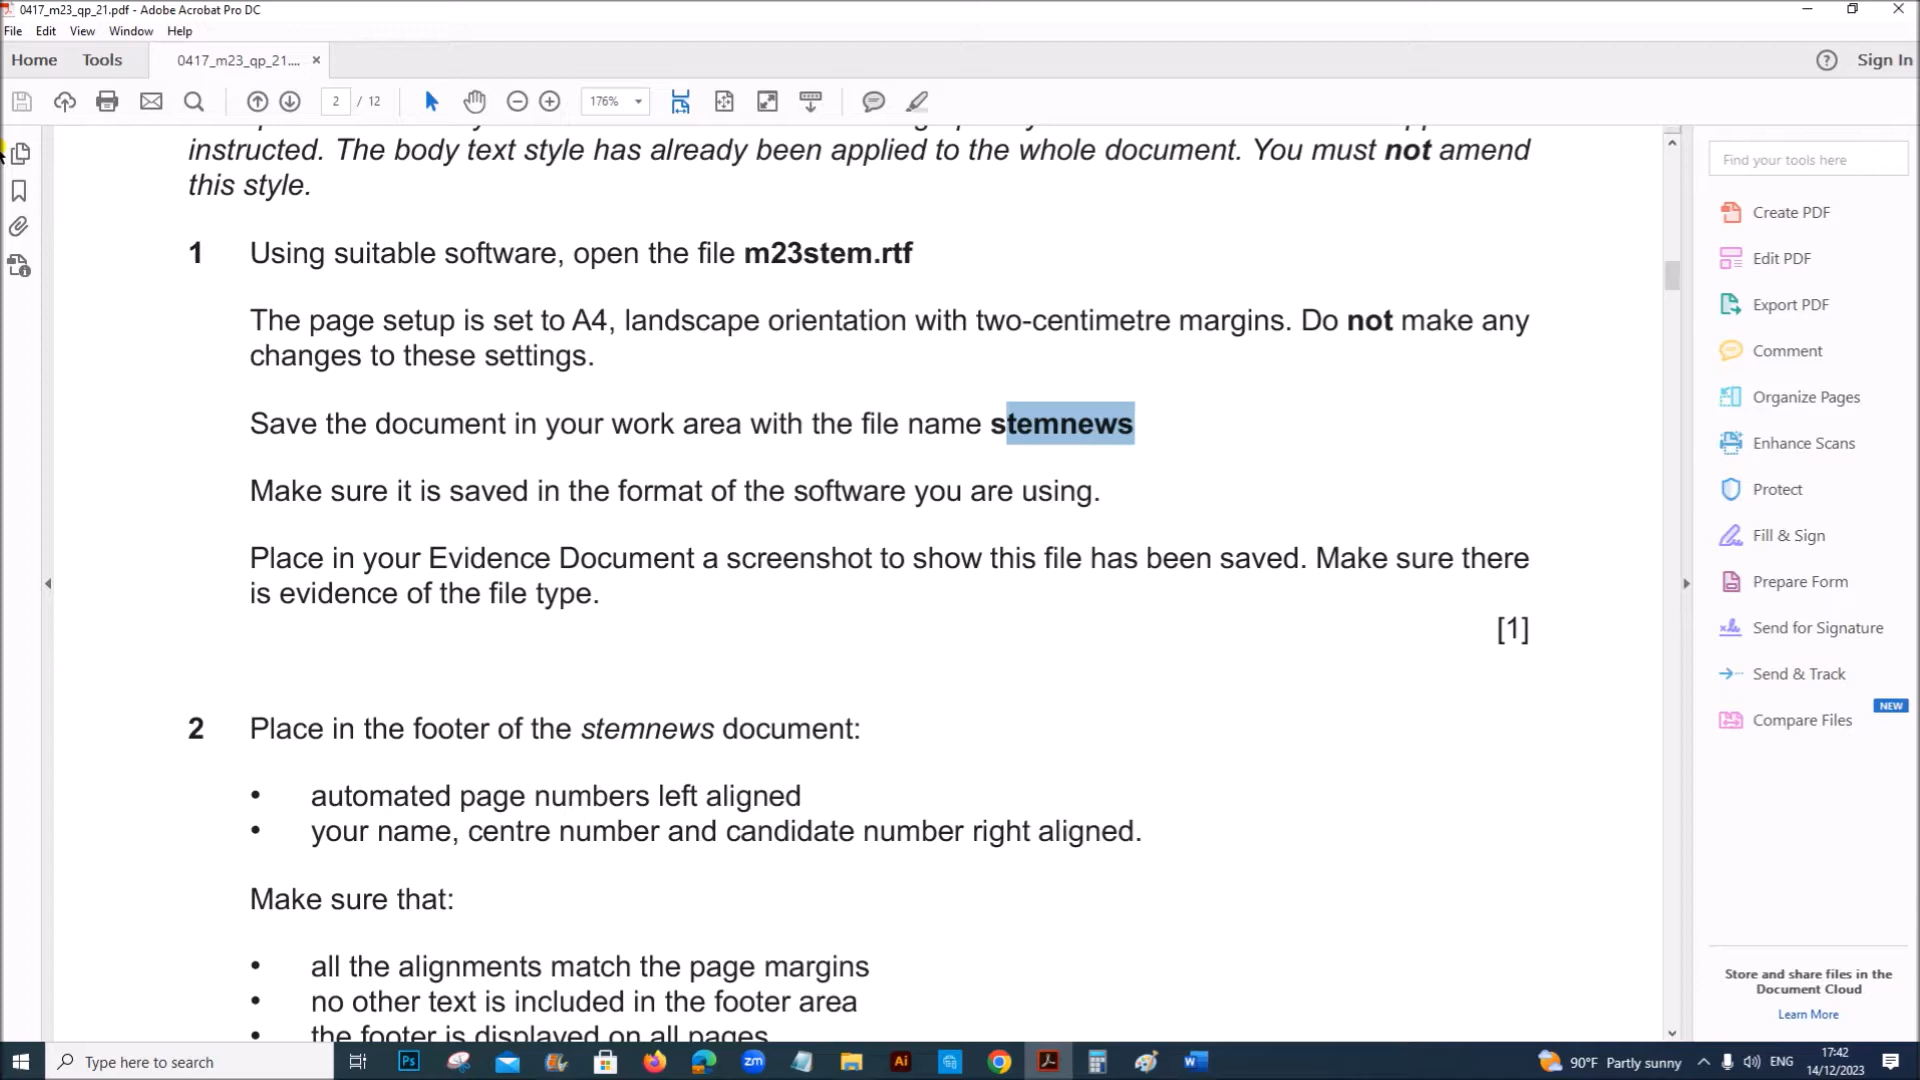 0417_m23_qp_21.pdf - Adobe Acrobat Pro DC
File Edit View Window Help
Home Tools 0417_m23_qp_21.... × Sign In
2 / 12 176%
instructed. The body text style has already been applied to the whole document. You must not amend
this style.
1 Using suitable software, open the file m23stem.rtf
The page setup is set to A4, landscape orientation with two-centimetre margins. Do not make any
changes to these settings.
Save the document in your work area with the file name stemnews
Make sure it is saved in the format of the software you are using.
Place in your Evidence Document a screenshot to show this file has been saved. Make sure there
is evidence of the file type.
[1]
2 Place in the footer of the stemnews document:
• automated page numbers left aligned
• your name, centre number and candidate number right aligned.
Make sure that:
• all the alignments match the page margins
• no other text is included in the footer area
• the footer is displayed on all pages
Find your tools here
Create PDF
Edit PDF
Export PDF
Comment
Organize Pages
Enhance Scans
Protect
Fill & Sign
Prepare Form
Send for Signature
Send & Track
NEW
Compare Files
Store and share files in the
Document Cloud
Learn More
Type here to search
Ps
zm
Ai
90°F Partly sunny
ENG
17:42
14/12/2023